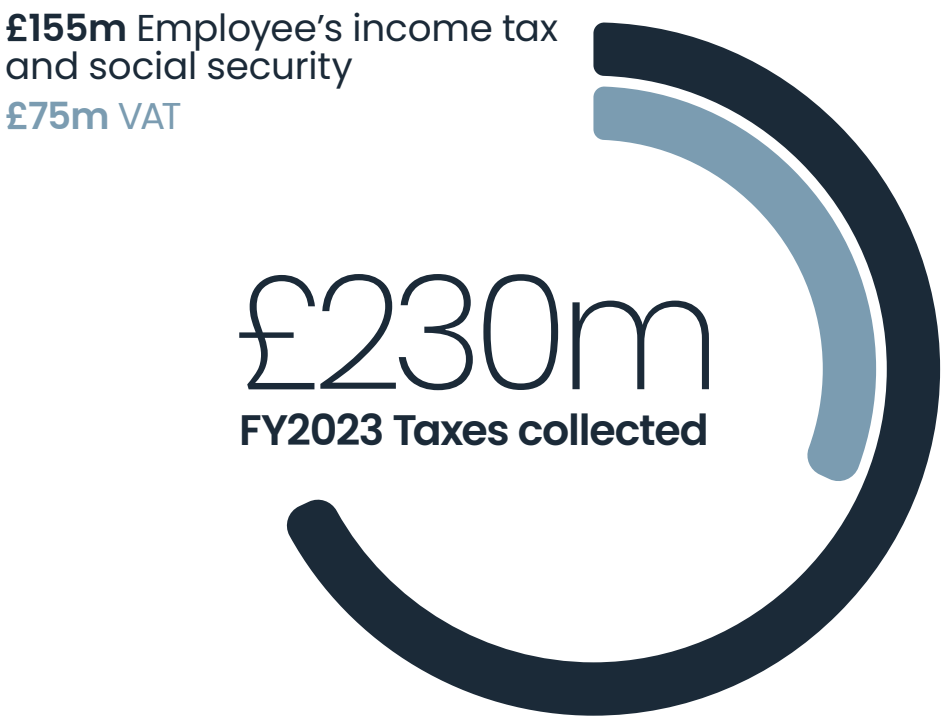 £155m Employee’s income tax
and social security
£75m VAT
£230m
FY2023 Taxes collected